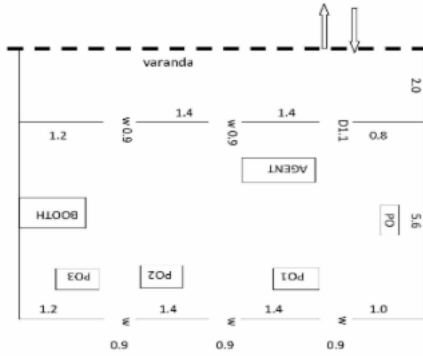 varanda
2.0
1.2
w 0.9
1.4
w 0.9
1.4
D1.1
0.8
AGENT
BOOTH
PO
5.6
PO3
PO2
PO1
1.2
w
1.4
w
1.4
w
1.0
0.9
0.9
0.9